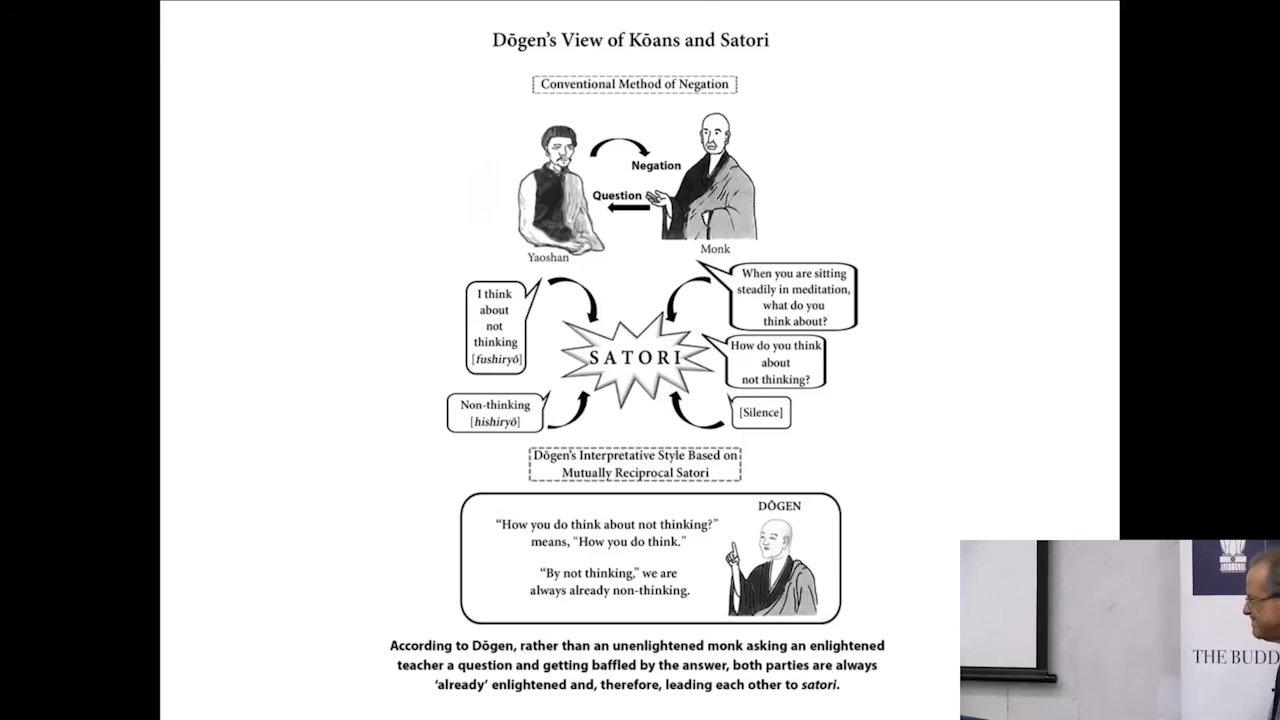 Dōgen's View of Kōans and Satori
Conventional Method of Negation
Negation
Question
Yaoshan
Monk
I think
about
not
thinking
[fushiryō]
When you are sitting
steadily in meditation,
what do you
think about?
How do you think
about
not thinking?
SATORI
Non-thinking
[hishiryō]
[Silence]
Dōgen's Interpretative Style Based on
Mutually Reciprocal Satori
DŌGEN
"How you do think about not thinking?"
means, "How you do think."
"By not thinking," we are
always already non-thinking.
According to Dōgen, rather than an unenlightened monk asking an enlightened
teacher a question and getting baffled by the answer, both parties are always
'already' enlightened and, therefore, leading each other to satori.
THE BUDD